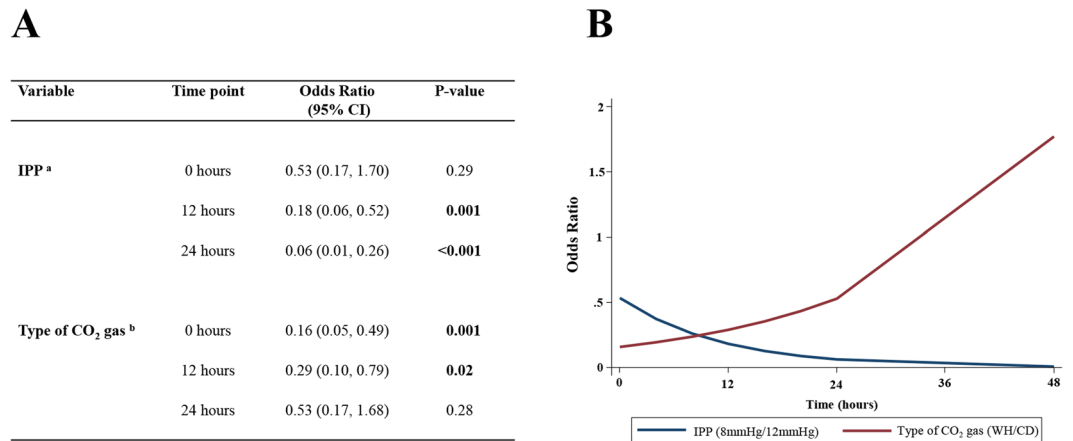 A
Variable Time point Odds Ratio P-value
(95% CI)
IPP ᵃ 0 hours 0.53 (0.17, 1.70) 0.29
12 hours 0.18 (0.06, 0.52) 0.001
24 hours 0.06 (0.01, 0.26) <0.001
Type of CO₂ gas ᵇ 0 hours 0.16 (0.05, 0.49) 0.001
12 hours 0.29 (0.10, 0.79) 0.02
24 hours 0.53 (0.17, 1.68) 0.28
B
Odds Ratio
2
1.5
1
.5
0
0 12 24 36 48
Time (hours)
IPP (8mmHg/12mmHg) Type of CO₂ gas (WH/CD)